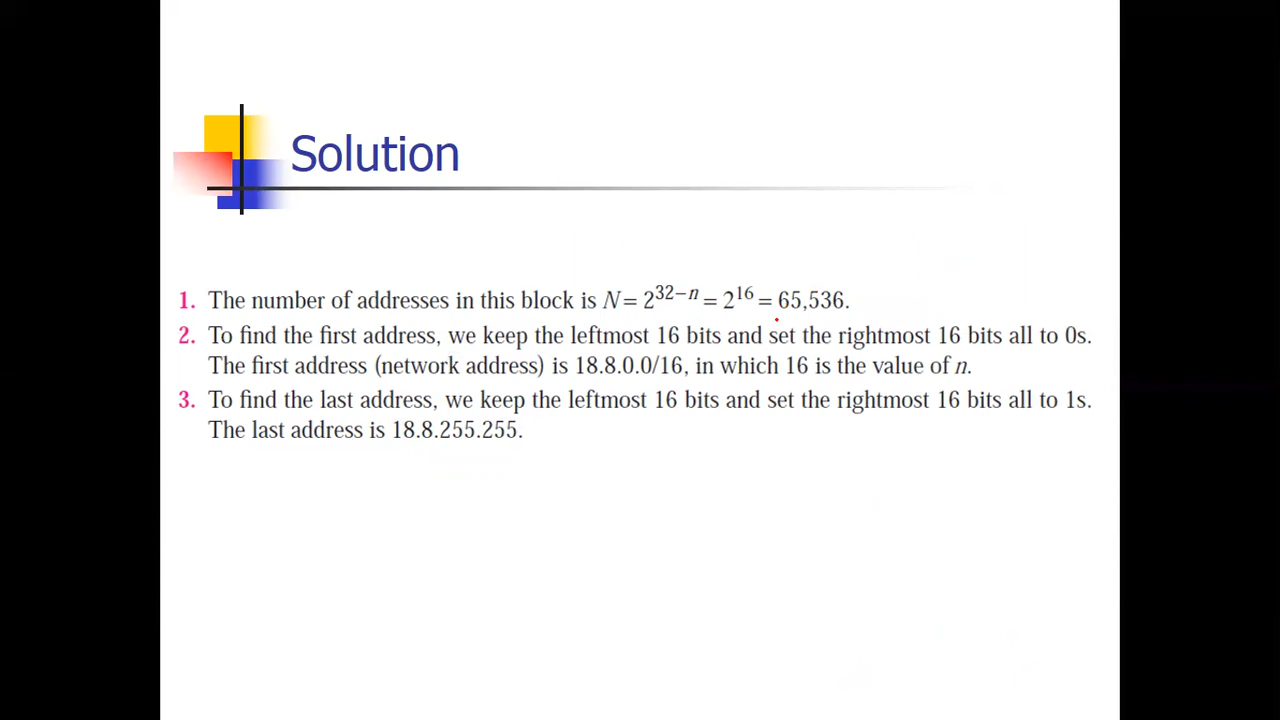 Solution
1. The number of addresses in this block is N = 2^{32−n} = 2^{16} = 65,536.
2. To find the first address, we keep the leftmost 16 bits and set the rightmost 16 bits all to 0s.
The first address (network address) is 18.8.0.0/16, in which 16 is the value of n.
3. To find the last address, we keep the leftmost 16 bits and set the rightmost 16 bits all to 1s.
The last address is 18.8.255.255.